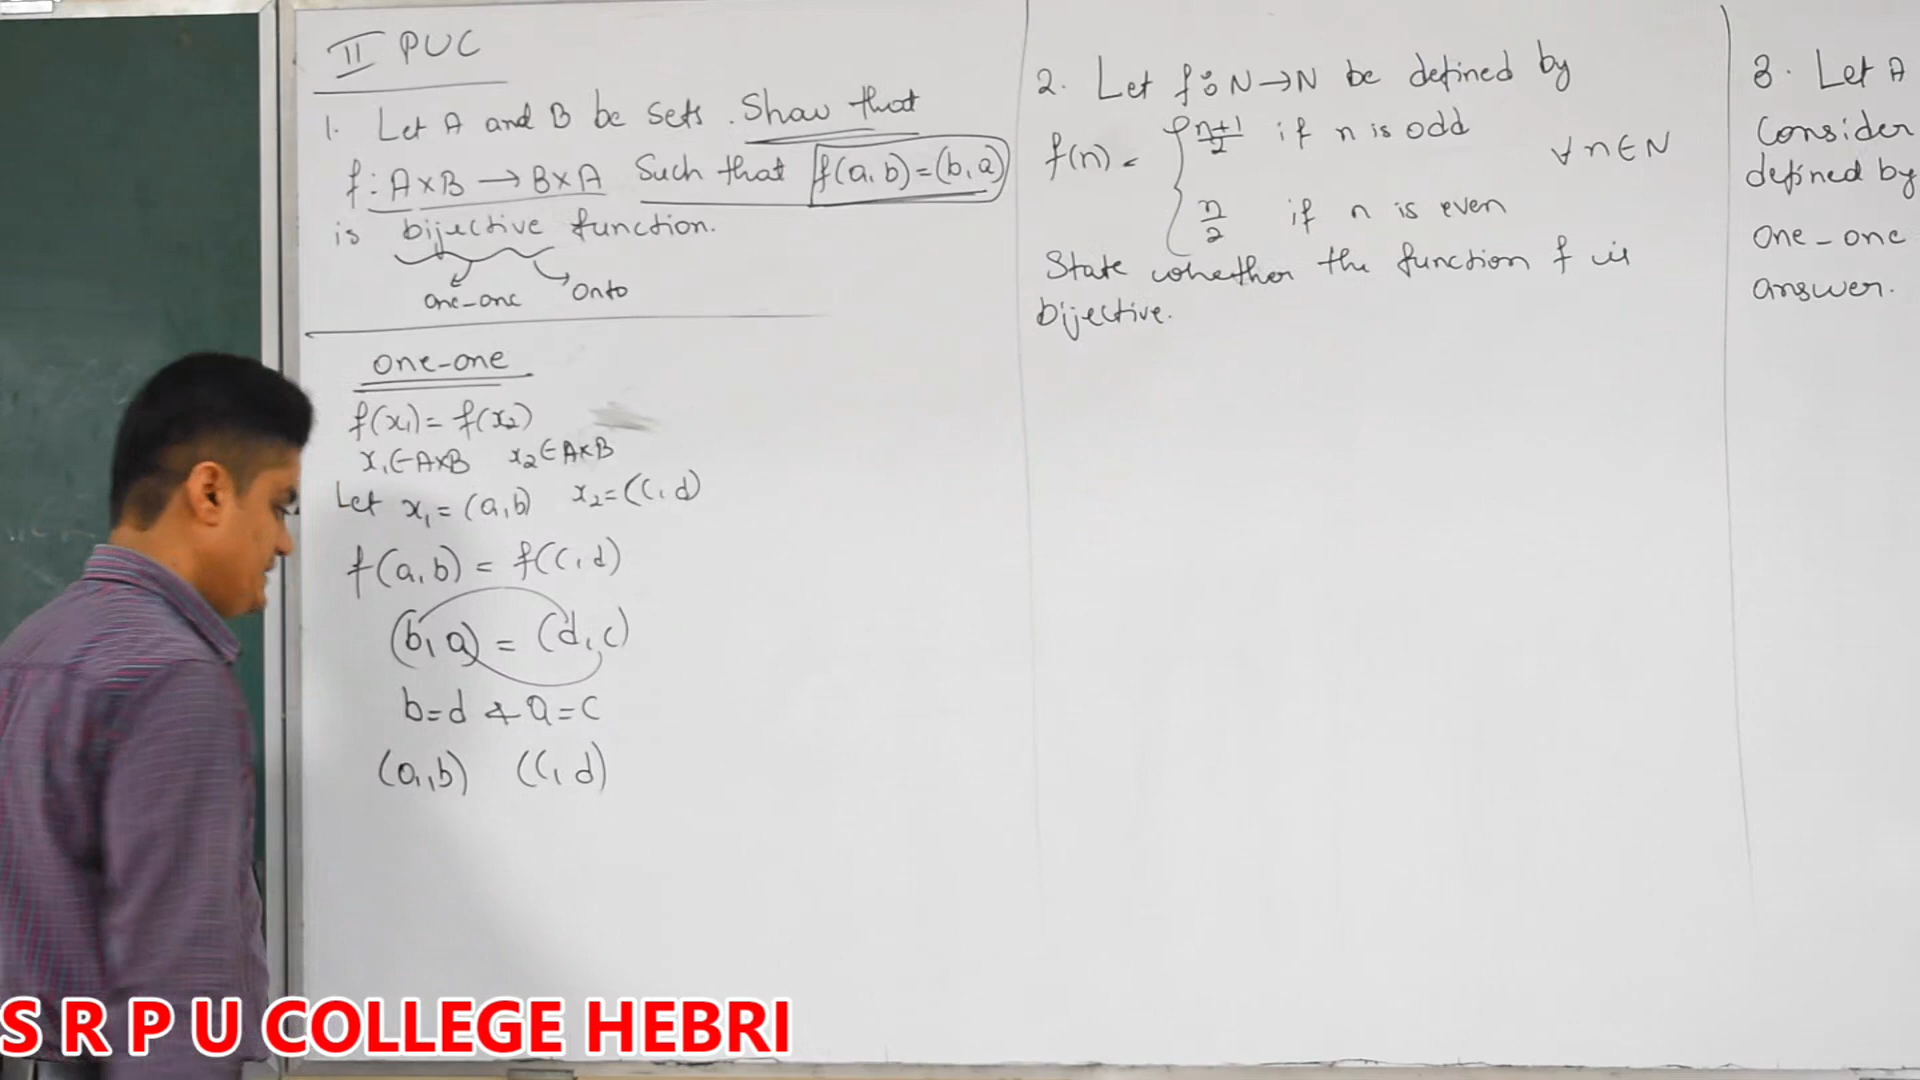 II PUC
1. Let A and B be sets. Show that
f : A×B → B×A Such that f(a,b)=(b,a)
is bijective function.
one-one Onto
one-one
f(x₁)= f(x₂)
x₁∈A×B x₂∈A×B
Let x₁=(a,b) x₂=(c,d)
f(a,b) = f(c,d)
(b,a) = (d,c)
b=d & a=c
(a,b) (c,d)
2. Let f: N→N be defined by
f(n) = { n+1/2 if n is odd ∀ n∈N
n/2 if n is even
State whether the function f is
bijective.
3. Let A
Consider
defined by
one-one
answer.
S R P U COLLEGE HEBRI